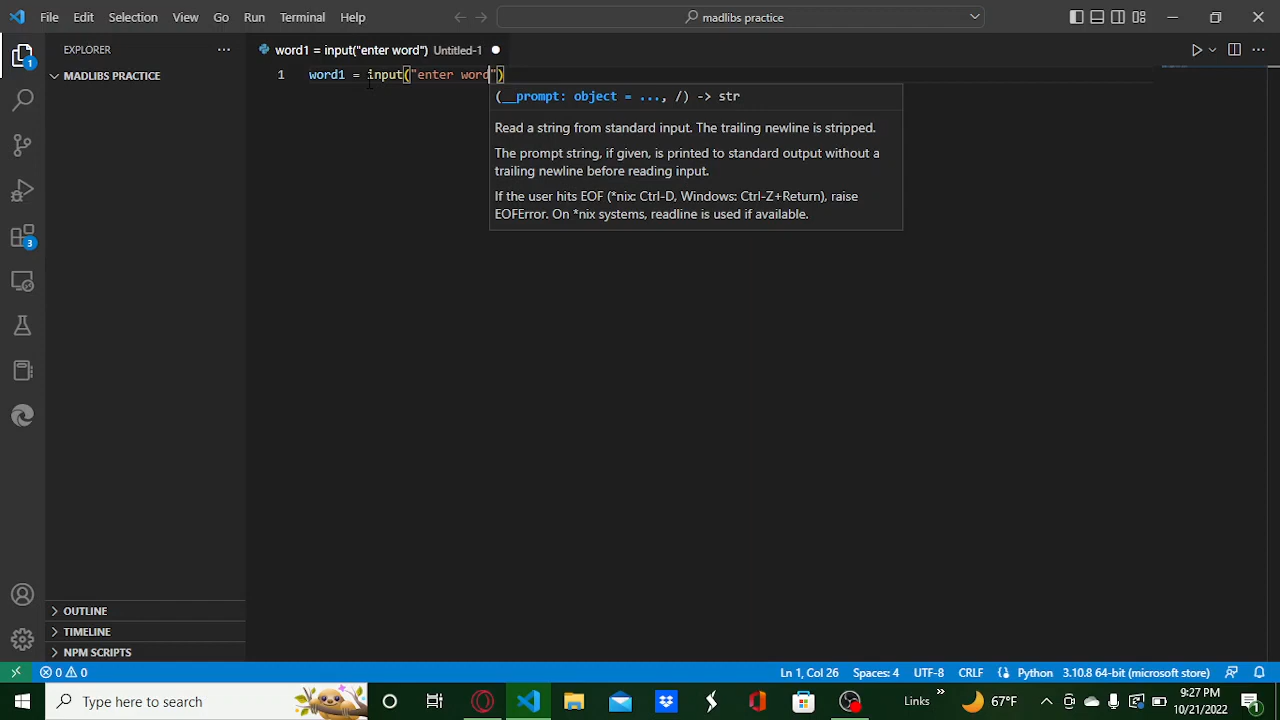 File Edit Selection View Go Run Terminal Help
madlibs practice
EXPLORER
word1 = input("enter word") Untitled-1
1
MADLIBS PRACTICE
1 word1 = input("enter word")
(__prompt: object = ..., /) -> str
Read a string from standard input. The trailing newline is stripped.
The prompt string, if given, is printed to standard output without a
trailing newline before reading input.
If the user hits EOF (*nix: Ctrl-D, Windows: Ctrl-Z+Return), raise
EOFError. On *nix systems, readline is used if available.
3
OUTLINE
TIMELINE
NPM SCRIPTS
0 0 Ln 1, Col 26 Spaces: 4 UTF-8 CRLF Python 3.10.8 64-bit (microsoft store)
Type here to search
Links
67°F
9:27 PM
10/21/2022
1